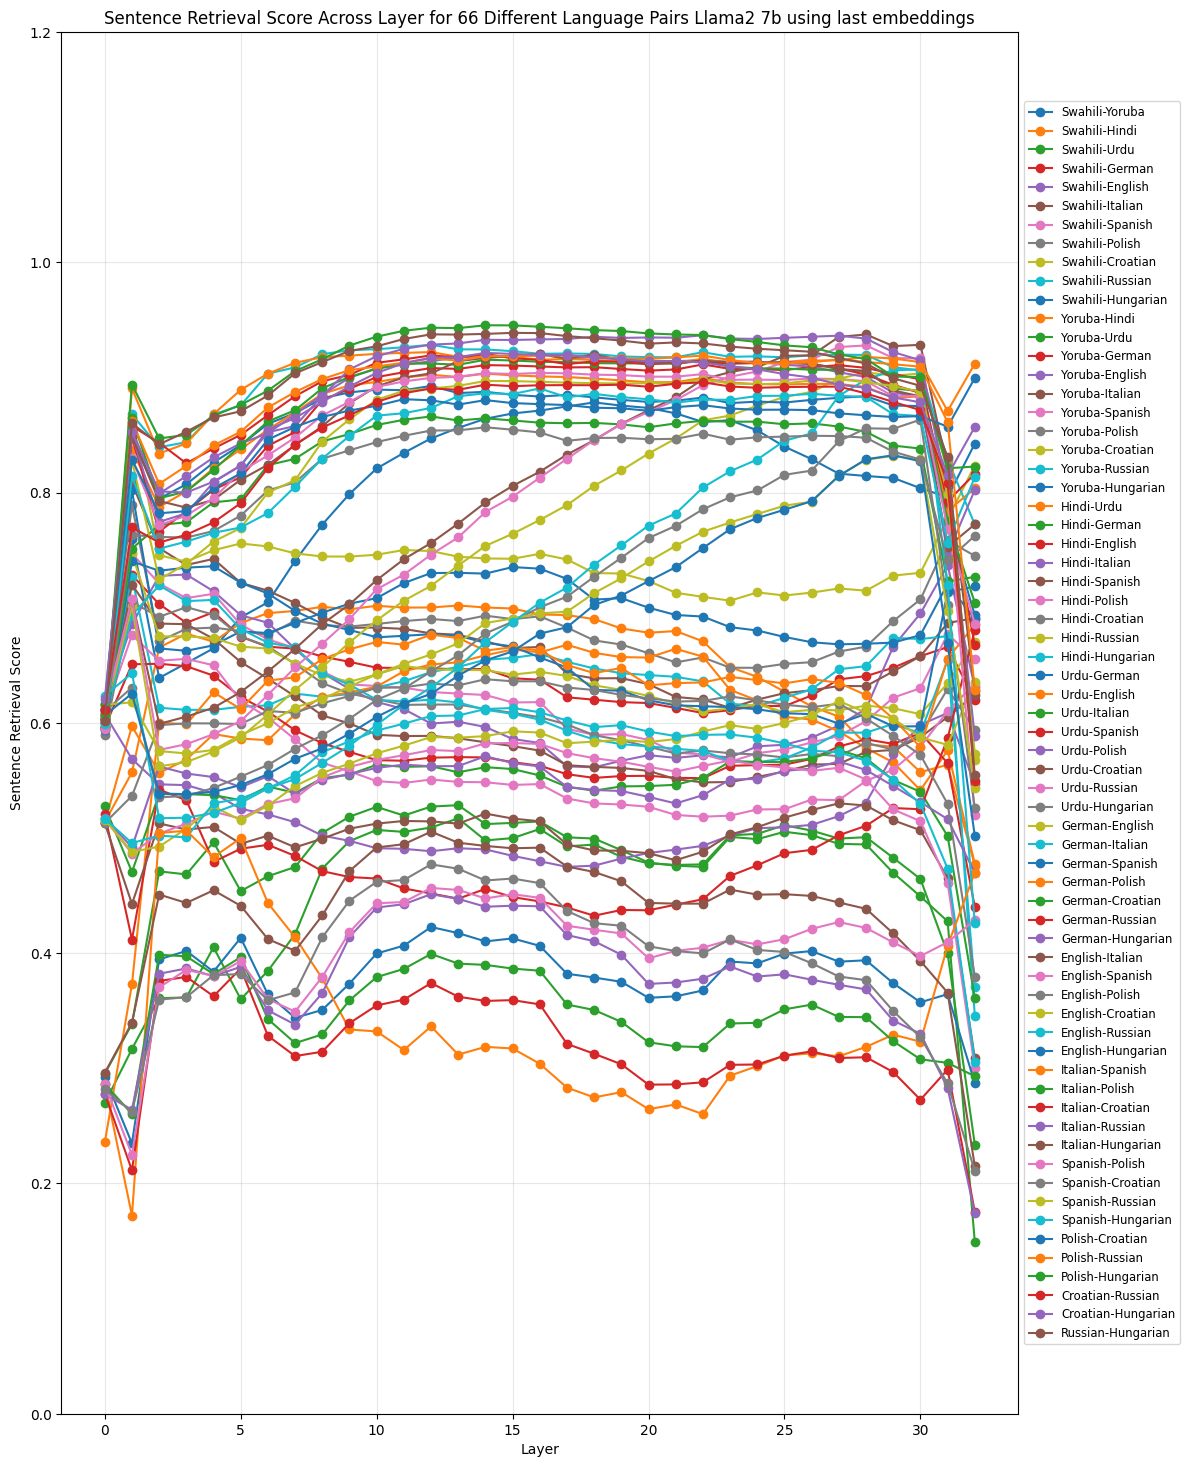 Sentence Retrieval Score Across Layer for 66 Different Language Pairs Llama2 7b using last embeddings
Sentence Retrieval Score
1.2
1.0
0.8
0.6
0.4
0.2
0.0
0 5 10 15 20 25 30
Layer
Swahili-Yoruba
Swahili-Hindi
Swahili-Urdu
Swahili-German
Swahili-English
Swahili-Italian
Swahili-Spanish
Swahili-Polish
Swahili-Croatian
Swahili-Russian
Swahili-Hungarian
Yoruba-Hindi
Yoruba-Urdu
Yoruba-German
Yoruba-English
Yoruba-Italian
Yoruba-Spanish
Yoruba-Polish
Yoruba-Croatian
Yoruba-Russian
Yoruba-Hungarian
Hindi-Urdu
Hindi-German
Hindi-English
Hindi-Italian
Hindi-Spanish
Hindi-Polish
Hindi-Croatian
Hindi-Russian
Hindi-Hungarian
Urdu-German
Urdu-English
Urdu-Italian
Urdu-Spanish
Urdu-Polish
Urdu-Croatian
Urdu-Russian
Urdu-Hungarian
German-English
German-Italian
German-Spanish
German-Polish
German-Croatian
German-Russian
German-Hungarian
English-Italian
English-Spanish
English-Polish
English-Croatian
English-Russian
English-Hungarian
Italian-Spanish
Italian-Polish
Italian-Croatian
Italian-Russian
Italian-Hungarian
Spanish-Polish
Spanish-Croatian
Spanish-Russian
Spanish-Hungarian
Polish-Croatian
Polish-Russian
Polish-Hungarian
Croatian-Russian
Croatian-Hungarian
Russian-Hungarian